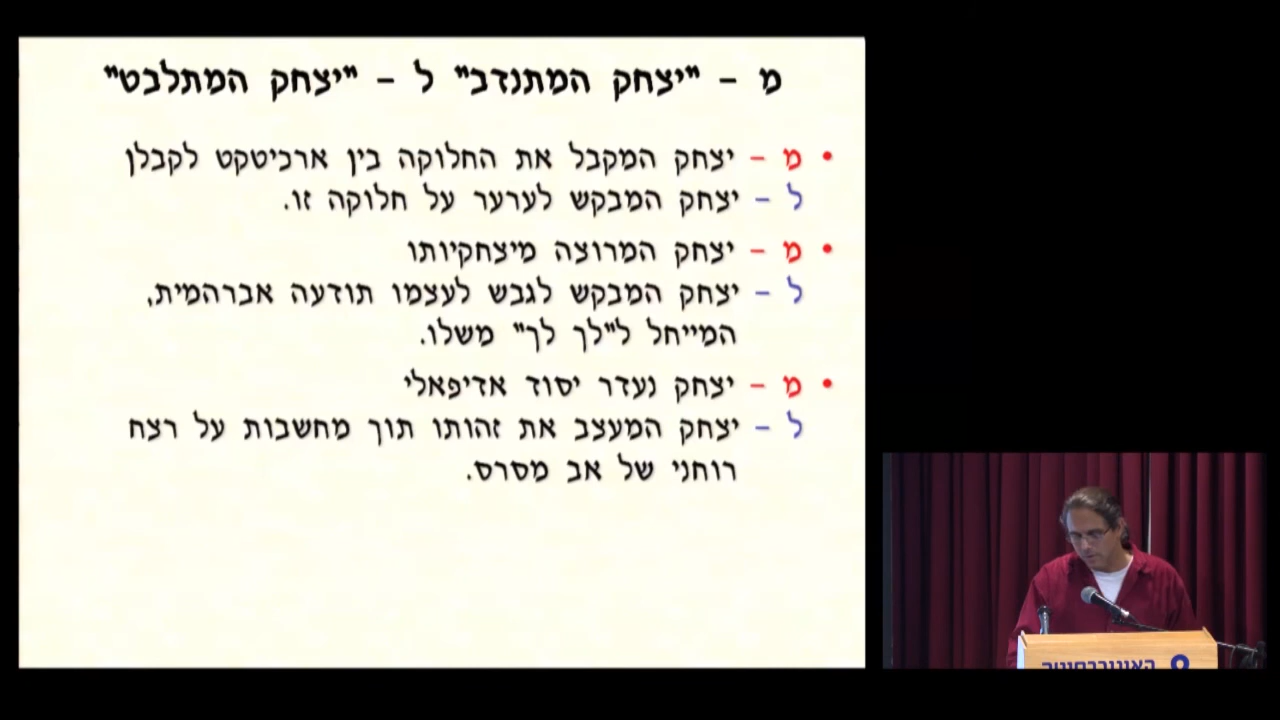 מ – "יצחק המתנדב" ל – "יצחק המתלבט"
• מ – יצחק המקבל את החלוקה בין ארכיטקט לקבלן
ל – יצחק המבקש לערער על חלוקה זו.
• מ – יצחק המרוצה מיצחקיותו
ל – יצחק המבקש לגבש לעצמו תודעה אברהמית,
המייחל ל"לך לך" משלו.
• מ – יצחק נעדר יסוד אדיפאלי
ל – יצחק המעצב את זהותו תוך מחשבות על רצח
רוחני של אב מסרס.
האוניברסיטה